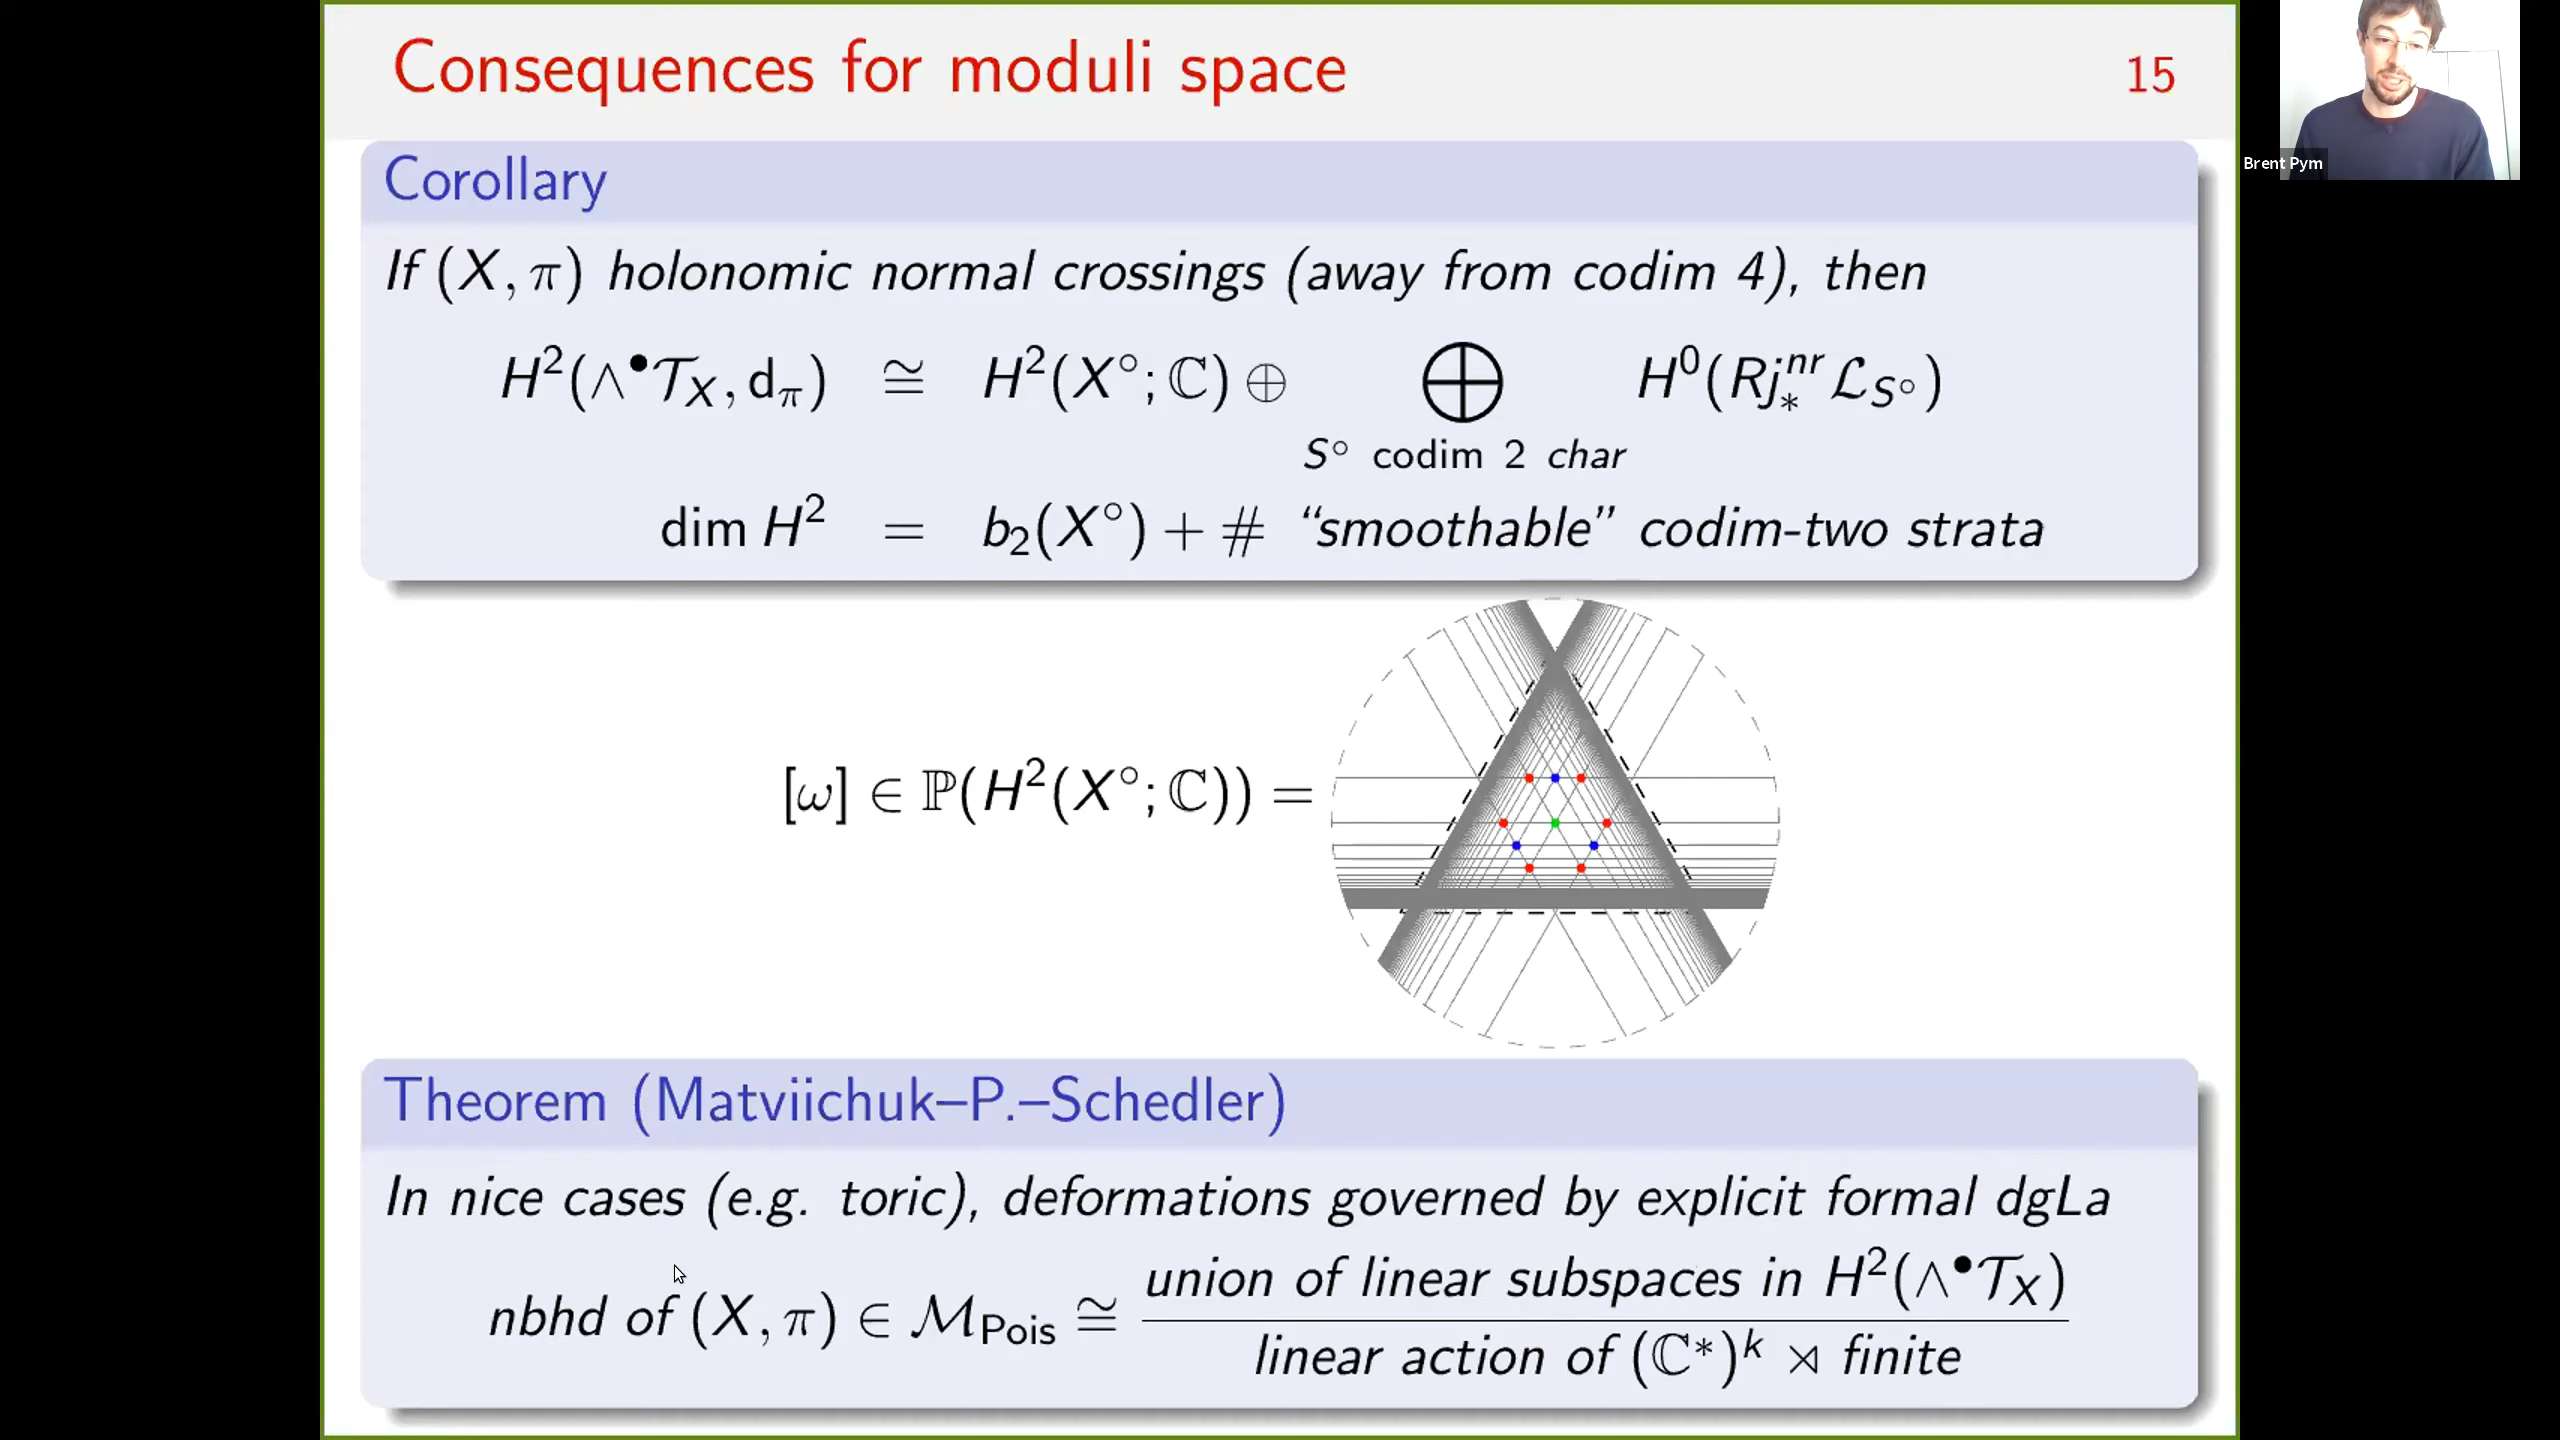 Consequences for moduli space 15
Brent Pym
Corollary
If (X, π) holonomic normal crossings (away from codim 4), then
H²(∧•𝒯_X, d_π) ≅ H²(X°; ℂ) ⊕ ⨁ H⁰(Rj_*^{nr} ℒ_{S°})
S° codim 2 char
dim H² = b₂(X°) + # “smoothable” codim-two strata
[ω] ∈ ℙ(H²(X°; ℂ)) =
Theorem (Matviichuk–P.–Schedler)
In nice cases (e.g. toric), deformations governed by explicit formal dgLa
union of linear subspaces in H²(∧•𝒯_X)
nbhd of (X, π) ∈ ℳ_Pois ≅
linear action of (ℂ*)^k ⋊ finite